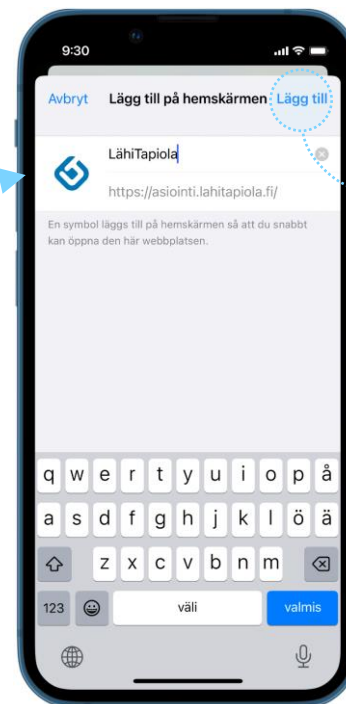 9:30
Avbryt Lägg till på hemskärmen Lägg till
LähiTapiola
https://asiointi.lahitapiola.fi/
En symbol läggs till på hemskärmen så att du snabbt
kan öppna den här webbplatsen.
q w e r t y u i o p å
a s d f g h j k l ö ä
z x c v b n m
123 väli valmis